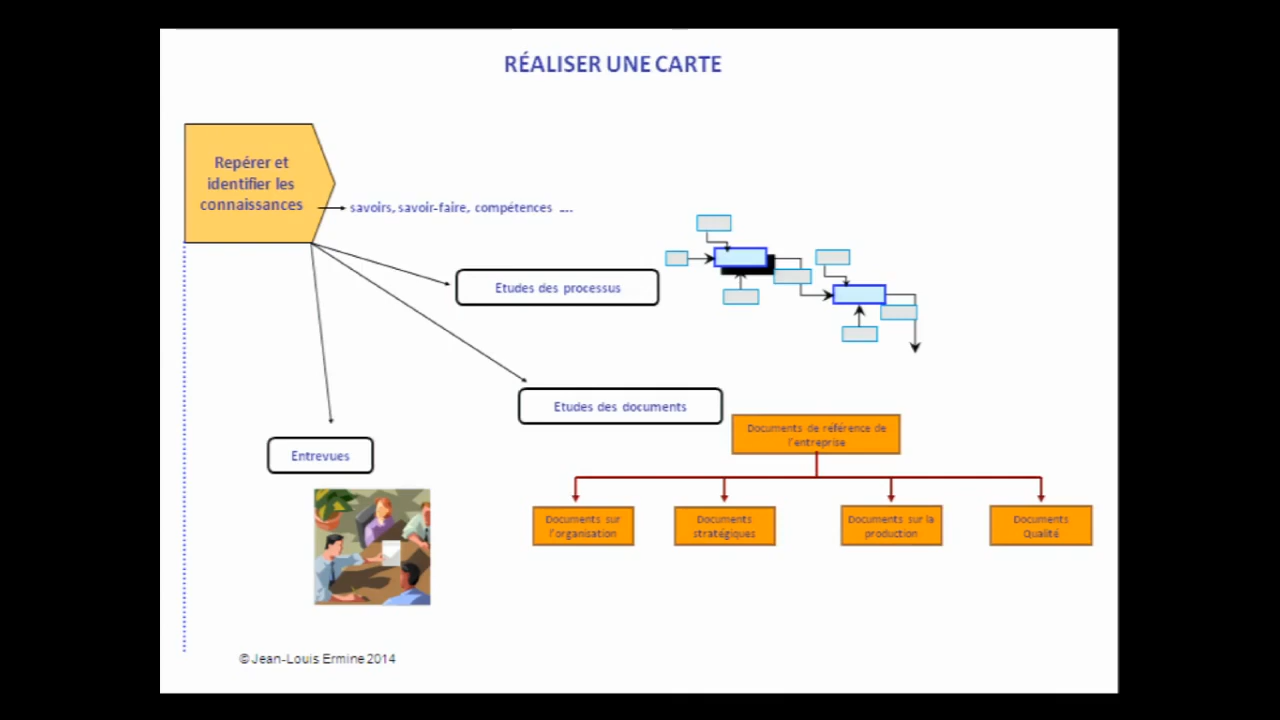 RÉALISER UNE CARTE
Repérer et
identifier les
connaissances
savoirs, savoir-faire, compétences ....
Etudes des processus
Etudes des documents
Documents de référence de
l'entreprise
Entrevues
Documents sur
l'organisation
Documents
stratégiques
Documents sur la
production
Documents
Qualité
© Jean-Louis Ermine 2014